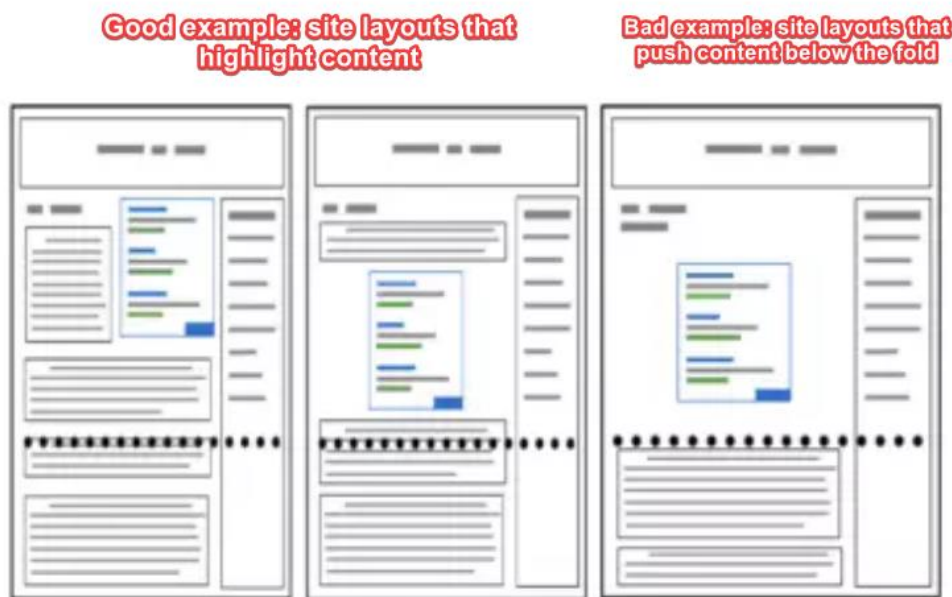 Good example: site layouts that
highlight content
Bad example: site layouts that
push content below the fold